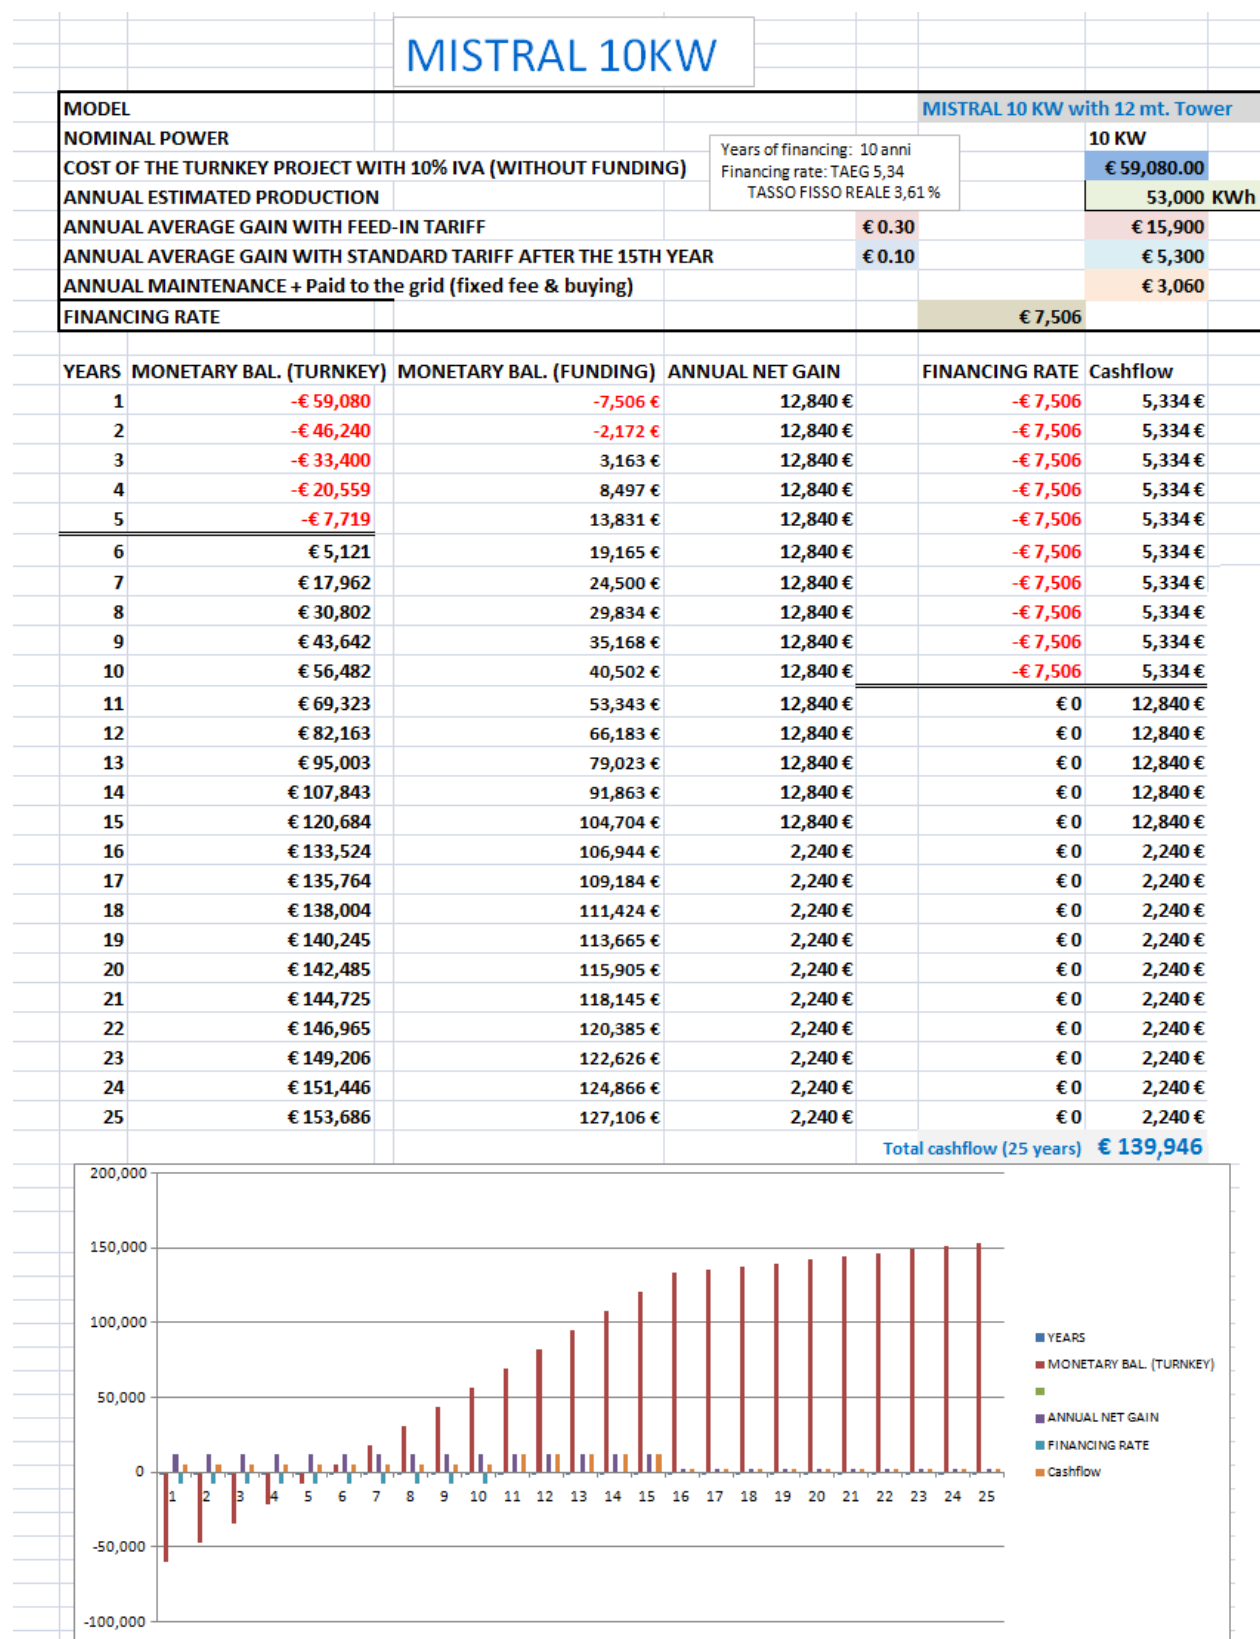 MISTRAL 10KW
MODEL MISTRAL 10 KW with 12 mt. Tower
NOMINAL POWER 10 KW
Years of financing: 10 anni
Financing rate: TAEG 5,34
TASSO FISSO REALE 3,61 %
COST OF THE TURNKEY PROJECT WITH 10% IVA (WITHOUT FUNDING) € 59,080.00
ANNUAL ESTIMATED PRODUCTION 53,000 KWh
ANNUAL AVERAGE GAIN WITH FEED-IN TARIFF € 0.30 € 15,900
ANNUAL AVERAGE GAIN WITH STANDARD TARIFF AFTER THE 15TH YEAR € 0.10 € 5,300
ANNUAL MAINTENANCE + Paid to the grid (fixed fee & buying) € 3,060
FINANCING RATE € 7,506
YEARS MONETARY BAL. (TURNKEY) MONETARY BAL. (FUNDING) ANNUAL NET GAIN FINANCING RATE Cashflow
1 -€ 59,080 -7,506 € 12,840 € -€ 7,506 5,334 €
2 -€ 46,240 -2,172 € 12,840 € -€ 7,506 5,334 €
3 -€ 33,400 3,163 € 12,840 € -€ 7,506 5,334 €
4 -€ 20,559 8,497 € 12,840 € -€ 7,506 5,334 €
5 -€ 7,719 13,831 € 12,840 € -€ 7,506 5,334 €
6 € 5,121 19,165 € 12,840 € -€ 7,506 5,334 €
7 € 17,962 24,500 € 12,840 € -€ 7,506 5,334 €
8 € 30,802 29,834 € 12,840 € -€ 7,506 5,334 €
9 € 43,642 35,168 € 12,840 € -€ 7,506 5,334 €
10 € 56,482 40,502 € 12,840 € -€ 7,506 5,334 €
11 € 69,323 53,343 € 12,840 € € 0 12,840 €
12 € 82,163 66,183 € 12,840 € € 0 12,840 €
13 € 95,003 79,023 € 12,840 € € 0 12,840 €
14 € 107,843 91,863 € 12,840 € € 0 12,840 €
15 € 120,684 104,704 € 12,840 € € 0 12,840 €
16 € 133,524 106,944 € 2,240 € € 0 2,240 €
17 € 135,764 109,184 € 2,240 € € 0 2,240 €
18 € 138,004 111,424 € 2,240 € € 0 2,240 €
19 € 140,245 113,665 € 2,240 € € 0 2,240 €
20 € 142,485 115,905 € 2,240 € € 0 2,240 €
21 € 144,725 118,145 € 2,240 € € 0 2,240 €
22 € 146,965 120,385 € 2,240 € € 0 2,240 €
23 € 149,206 122,626 € 2,240 € € 0 2,240 €
24 € 151,446 124,866 € 2,240 € € 0 2,240 €
25 € 153,686 127,106 € 2,240 € € 0 2,240 €
Total cashflow (25 years) € 139,946
200,000
150,000
100,000
50,000
0
-50,000
-100,000
1 2 3 4 5 6 7 8 9 10 11 12 13 14 15 16 17 18 19 20 21 22 23 24 25
YEARS
MONETARY BAL. (TURNKEY)
ANNUAL NET GAIN
FINANCING RATE
Cashflow